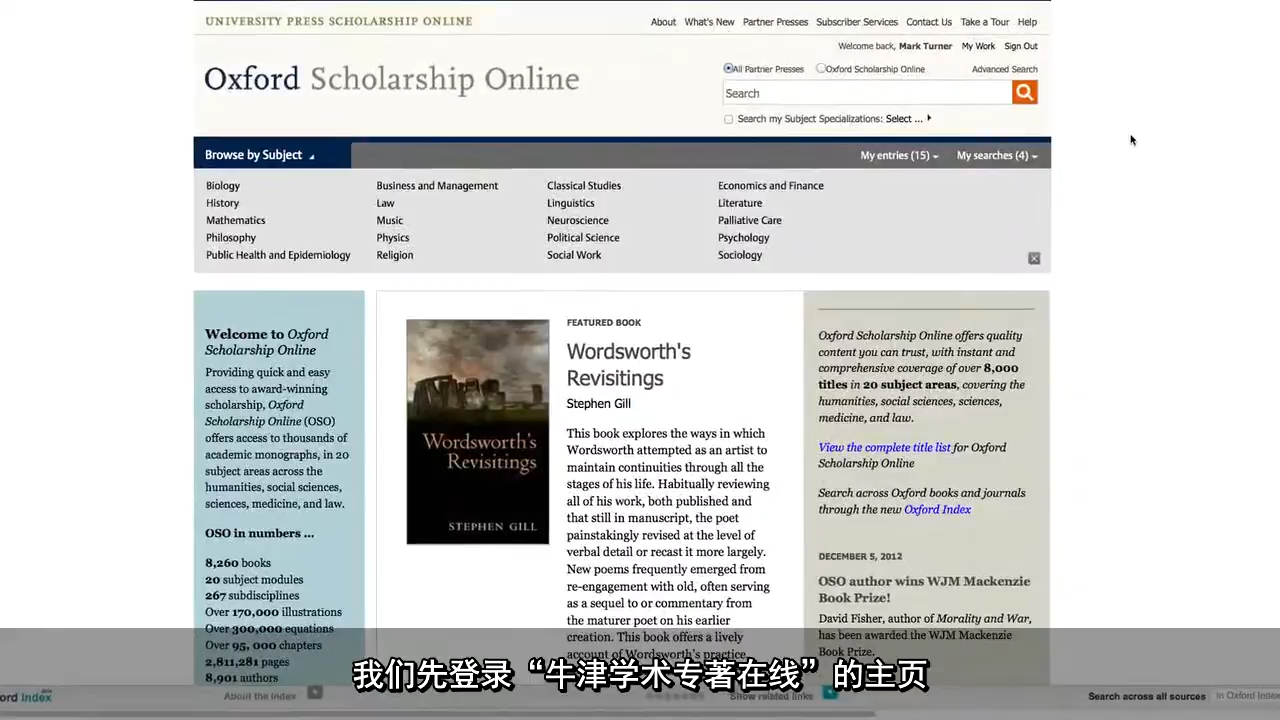 UNIVERSITY PRESS SCHOLARSHIP ONLINE
About What's New Partner Presses Subscriber Services Contact Us Take a Tour Help
Welcome back, Mark Turner My Work Sign Out
Oxford Scholarship Online
All Partner Presses Oxford Scholarship Online Advanced Search
Search
Search my Subject Specializations: Select ...
Browse by Subject
My entries (15) My searches (4)
Biology Business and Management Classical Studies Economics and Finance
History Law Linguistics Literature
Mathematics Music Neuroscience Palliative Care
Philosophy Physics Political Science Psychology
Public Health and Epidemiology Religion Social Work Sociology
Welcome to Oxford
Scholarship Online
Providing quick and easy
access to award-winning
scholarship, Oxford
Scholarship Online (OSO)
offers access to thousands of
academic monographs, in 20
subject areas across the
humanities, social sciences,
sciences, medicine, and law.
OSO in numbers ...
8,260 books
20 subject modules
267 subdisciplines
Over 170,000 illustrations
Over 300,000 equations
Over 95, 000 chapters
2,811,281 pages
8,901 authors
Wordsworth's
Revisitings
STEPHEN GILL
FEATURED BOOK
Wordsworth's
Revisitings
Stephen Gill
This book explores the ways in which
Wordsworth attempted as an artist to
maintain continuities through all the
stages of his life. Habitually reviewing
all of his work, both published and
that still in manuscript, the poet
painstakingly revised at the level of
verbal detail or recast it more largely.
New poems frequently emerged from
re-engagement with old, often serving
as a sequel to or commentary from
the maturer poet on his earlier
creation. This book offers a lively
account of Wordsworth's practice
Oxford Scholarship Online offers quality
content you can trust, with instant and
comprehensive coverage of over 8,000
titles in 20 subject areas, covering the
humanities, social sciences, sciences,
medicine, and law.
View the complete title list for Oxford
Scholarship Online
Search across Oxford books and journals
through the new Oxford Index
DECEMBER 5, 2012
OSO author wins WJM Mackenzie
Book Prize!
David Fisher, author of Morality and War,
has been awarded the WJM Mackenzie
Book Prize.
我们先登录“牛津学术专著在线”的主页
ord Index About the Index Show related links Search across all sources in Oxford Index